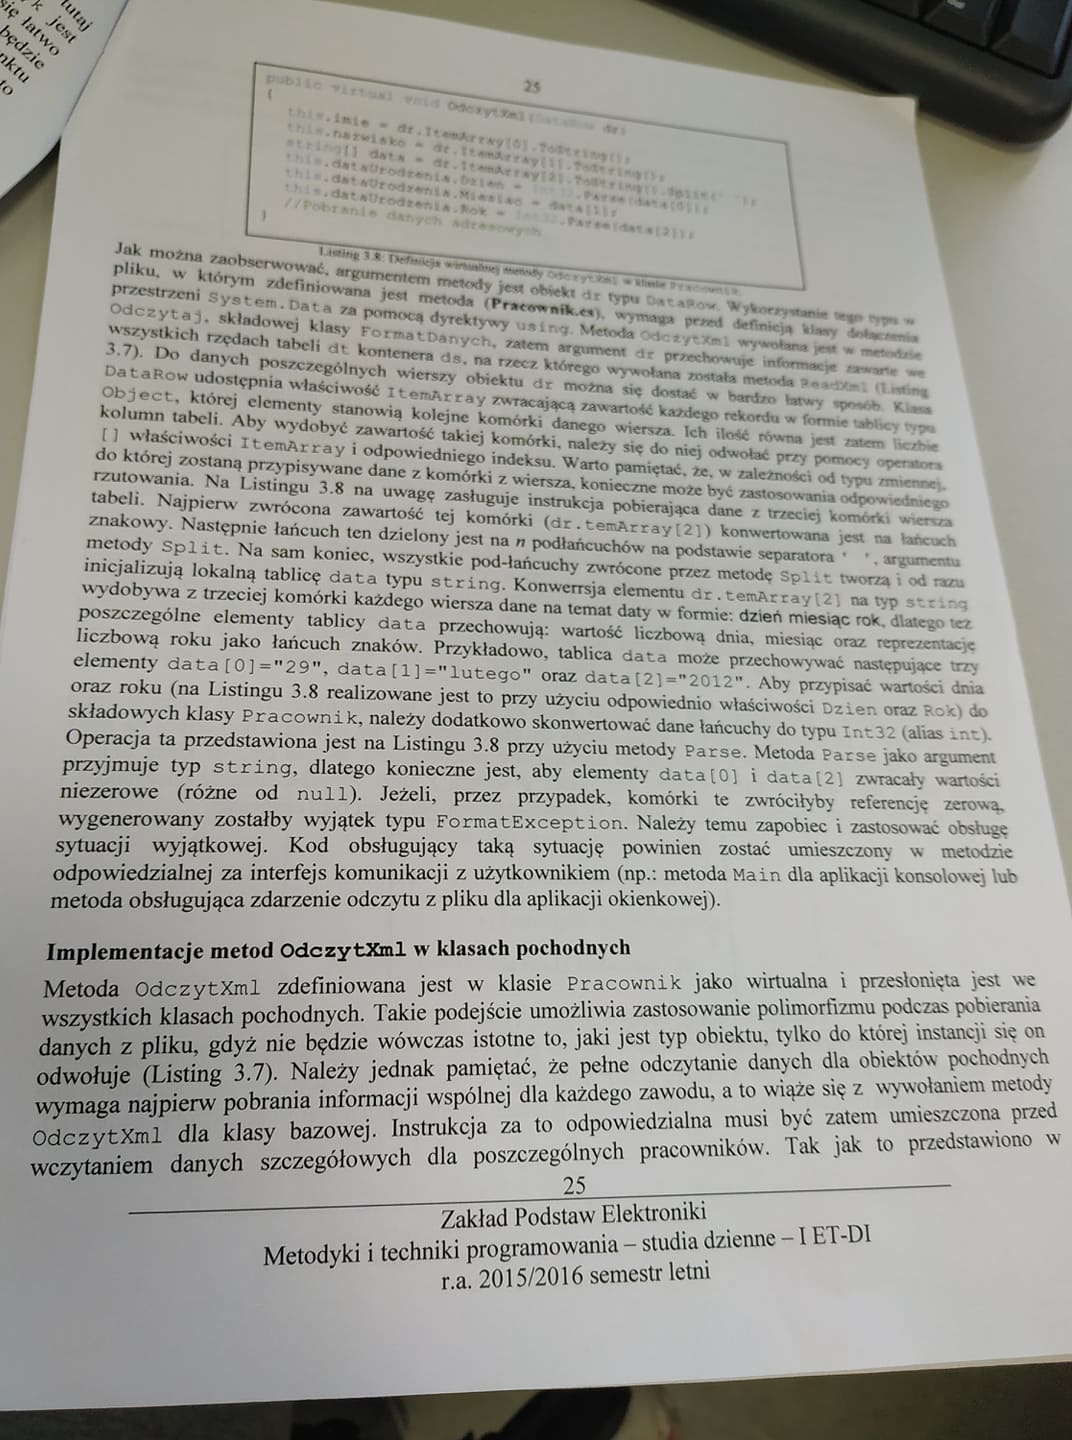 tutaj
k jest
się łatwo
będzie
nktu
to
25
public virtual void OdczytXml(DataRow dr)
{
this.imie = dr.ItemArray[0].ToString();
this.nazwisko = dr.ItemArray[1].ToString();
string[] data = dr.ItemArray[2].ToString().Split(' ');
this.dataUrodzenia.Dzien = Int32.Parse(data[0]);
this.dataUrodzenia.Miesiac = data[1];
this.dataUrodzenia.Rok = Int32.Parse(data[2]);
//Pobranie danych adresowych
}
Listing 3.8: Definicja wirtualnej metody OdczytXml w klasie Pracownik
Jak można zaobserwować, argumentem metody jest obiekt dr typu DataRow. Wykorzystanie tego typu w
pliku, w którym zdefiniowana jest metoda (Pracownik.cs), wymaga przed definicją klasy dołączenia
przestrzeni System.Data za pomocą dyrektywy using. Metoda OdczytXml wywołana jest w metodzie
Odczytaj, składowej klasy FormatDanych, zatem argument dr przechowuje informacje zawarte we
wszystkich rzędach tabeli dt kontenera ds, na rzecz którego wywołana została metoda ReadXml (Listing
3.7). Do danych poszczególnych wierszy obiektu dr można się dostać w bardzo łatwy sposób. Klasa
DataRow udostępnia właściwość ItemArray zwracającą zawartość każdego rekordu w formie tablicy typu
Object, której elementy stanowią kolejne komórki danego wiersza. Ich ilość równa jest zatem liczbie
kolumn tabeli. Aby wydobyć zawartość takiej komórki, należy się do niej odwołać przy pomocy operatora
[] właściwości ItemArray i odpowiedniego indeksu. Warto pamiętać, że, w zależności od typu zmiennej,
do której zostaną przypisywane dane z komórki z wiersza, konieczne może być zastosowania odpowiedniego
rzutowania. Na Listingu 3.8 na uwagę zasługuje instrukcja pobierająca dane z trzeciej komórki wiersza
tabeli. Najpierw zwrócona zawartość tej komórki (dr.temArray[2]) konwertowana jest na łańcuch
znakowy. Następnie łańcuch ten dzielony jest na n podłańcuchów na podstawie separatora ' ', argumentu
metody Split. Na sam koniec, wszystkie pod-łańcuchy zwrócone przez metodę Split tworzą i od razu
inicjalizują lokalną tablicę data typu string. Konwerrsja elementu dr.temArray[2] na typ string
wydobywa z trzeciej komórki każdego wiersza dane na temat daty w formie: dzień miesiąc rok, dlatego też
poszczególne elementy tablicy data przechowują: wartość liczbową dnia, miesiąc oraz reprezentację
liczbową roku jako łańcuch znaków. Przykładowo, tablica data może przechowywać następujące trzy
elementy data[0]="29", data[1]="lutego" oraz data[2]="2012". Aby przypisać wartości dnia
oraz roku (na Listingu 3.8 realizowane jest to przy użyciu odpowiednio właściwości Dzien oraz Rok) do
składowych klasy Pracownik, należy dodatkowo skonwertować dane łańcuchy do typu Int32 (alias int).
Operacja ta przedstawiona jest na Listingu 3.8 przy użyciu metody Parse. Metoda Parse jako argument
przyjmuje typ string, dlatego konieczne jest, aby elementy data[0] i data[2] zwracały wartości
niezerowe (różne od null). Jeżeli, przez przypadek, komórki te zwróciłyby referencję zerową,
wygenerowany zostałby wyjątek typu FormatException. Należy temu zapobiec i zastosować obsługę
sytuacji wyjątkowej. Kod obsługujący taką sytuację powinien zostać umieszczony w metodzie
odpowiedzialnej za interfejs komunikacji z użytkownikiem (np.: metoda Main dla aplikacji konsolowej lub
metoda obsługująca zdarzenie odczytu z pliku dla aplikacji okienkowej).
Implementacje metod OdczytXml w klasach pochodnych
Metoda OdczytXml zdefiniowana jest w klasie Pracownik jako wirtualna i przesłonięta jest we
wszystkich klasach pochodnych. Takie podejście umożliwia zastosowanie polimorfizmu podczas pobierania
danych z pliku, gdyż nie będzie wówczas istotne to, jaki jest typ obiektu, tylko do której instancji się on
odwołuje (Listing 3.7). Należy jednak pamiętać, że pełne odczytanie danych dla obiektów pochodnych
wymaga najpierw pobrania informacji wspólnej dla każdego zawodu, a to wiąże się z wywołaniem metody
OdczytXml dla klasy bazowej. Instrukcja za to odpowiedzialna musi być zatem umieszczona przed
wczytaniem danych szczegółowych dla poszczególnych pracowników. Tak jak to przedstawiono w
25
Zakład Podstaw Elektroniki
Metodyki i techniki programowania – studia dzienne – I ET-DI
r.a. 2015/2016 semestr letni